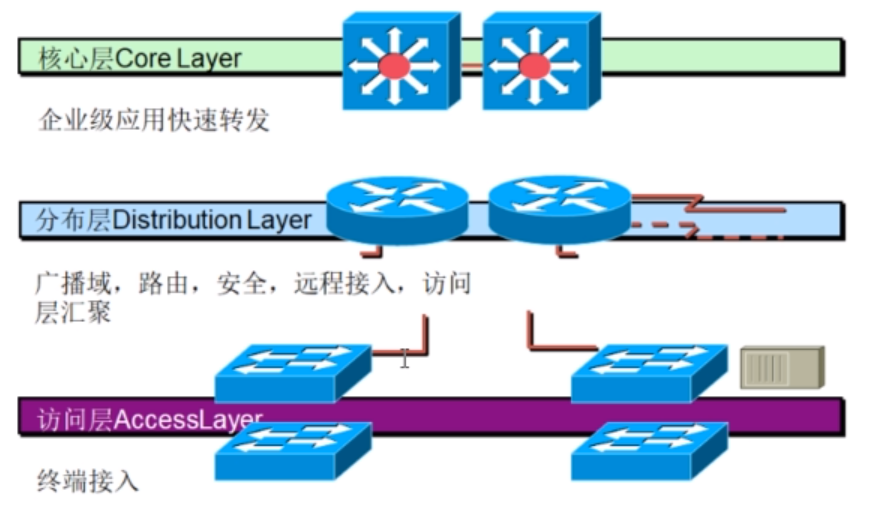 核心层Core Layer
企业级应用快速转发
分布层Distribution Layer
广播域，路由，安全，远程接入，访问
层汇聚
访问层AccessLayer
终端接入